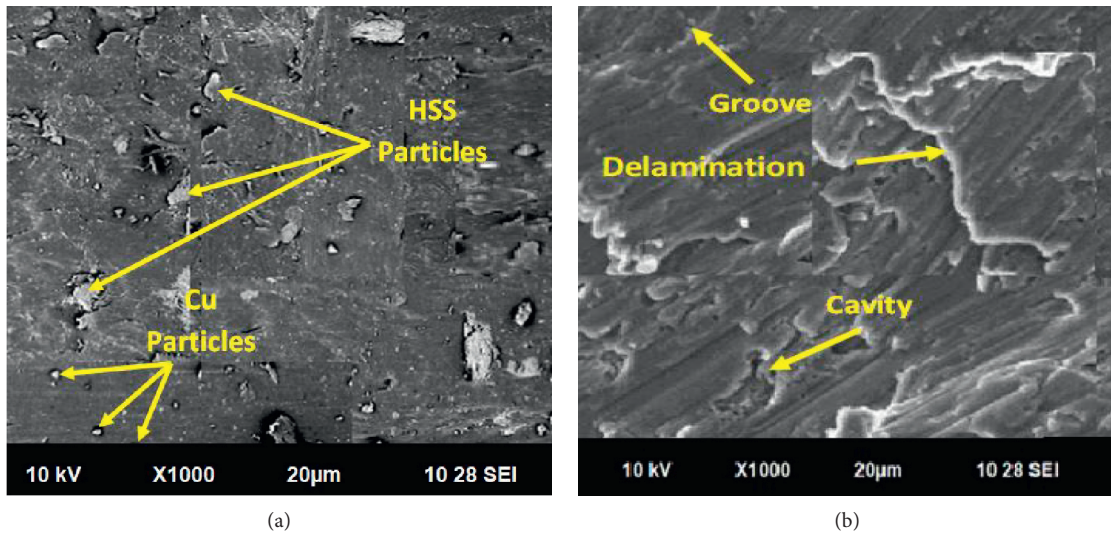 HSS
Particles
Cu
Particles
10 kV X1000 20µm 10 28 SEI
(a)
Groove
Delamination
Cavity
10 kV X1000 20µm 10 28 SEI
(b)